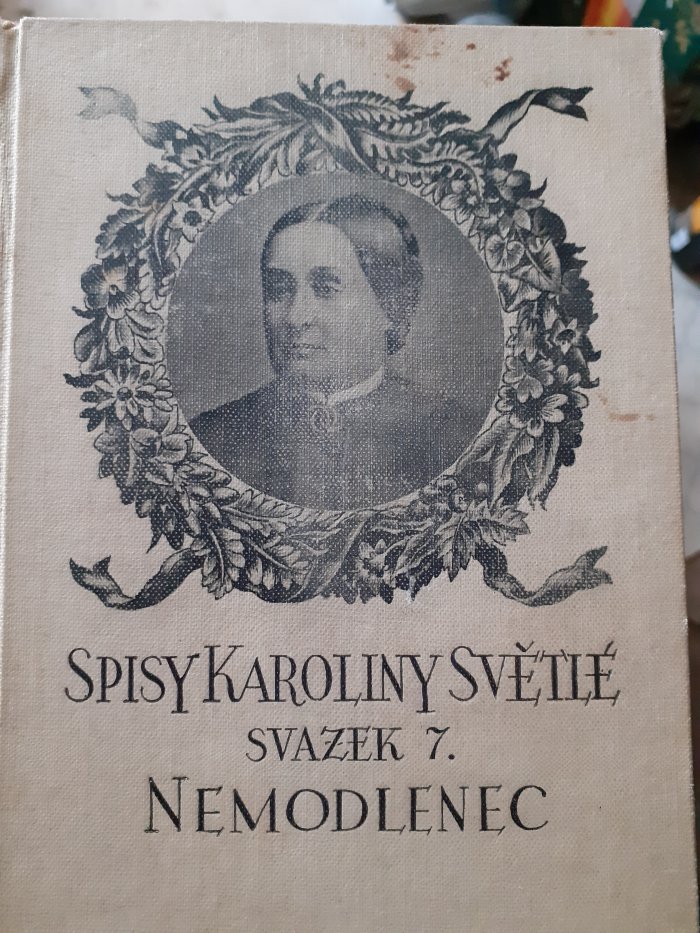 SPISY KAROLINY SVĚTLÉ
SVAZEK 7.
NEMODLENEC